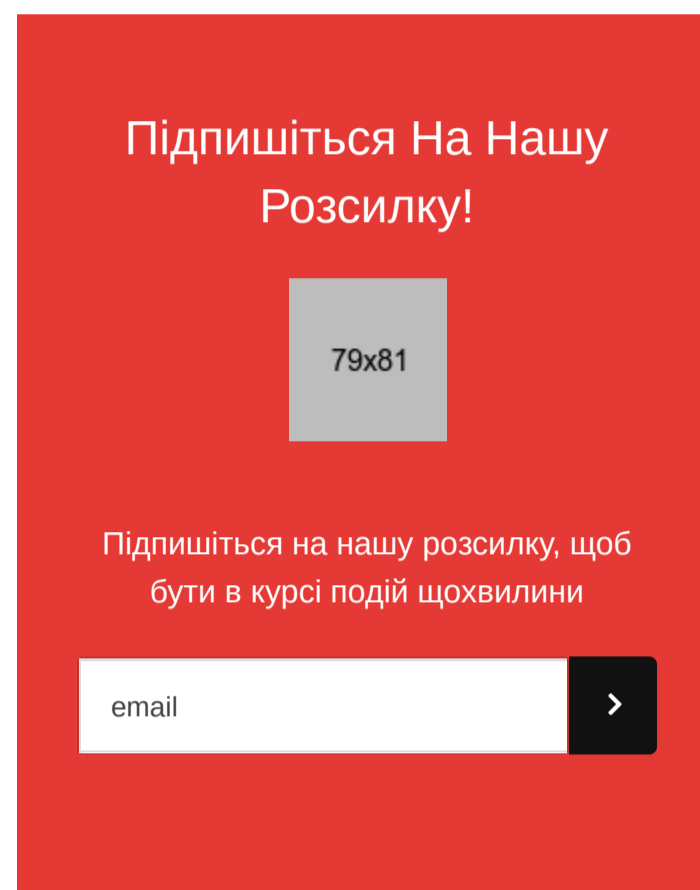 Підпишіться На Нашу
Розсилку!
79x81
Підпишіться на нашу розсилку, щоб
бути в курсі подій щохвилини
email